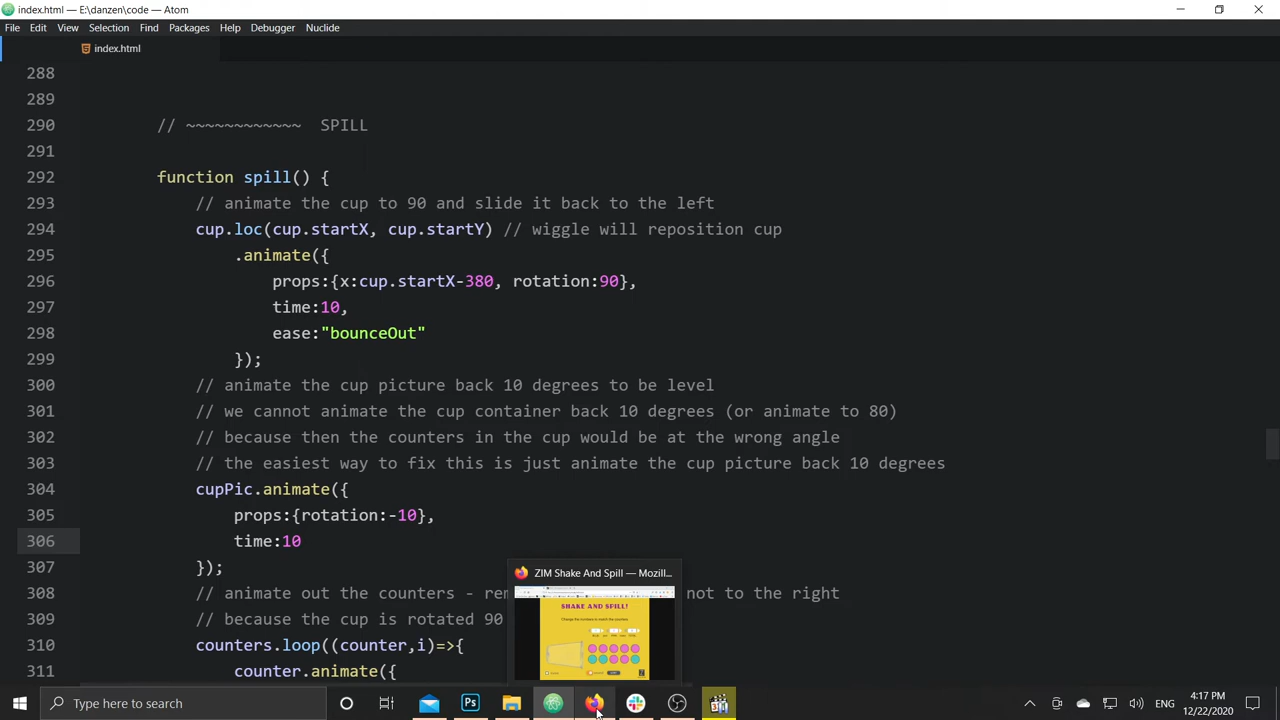 index.html — E:\danzen\code — Atom
File Edit View Selection Find Packages Help Debugger Nuclide
index.html
288
289
290 // ~~~~~~~~~~~~ SPILL
291
292 function spill() {
293 // animate the cup to 90 and slide it back to the left
294 cup.loc(cup.startX, cup.startY) // wiggle will reposition cup
295 .animate({
296 props:{x:cup.startX-380, rotation:90},
297 time:10,
298 ease:"bounceOut"
299 });
300 // animate the cup picture back 10 degrees to be level
301 // we cannot animate the cup container back 10 degrees (or animate to 80)
302 // because then the counters in the cup would be at the wrong angle
303 // the easiest way to fix this is just animate the cup picture back 10 degrees
304 cupPic.animate({
305 props:{rotation:-10},
306 time:10
307 });
308 // animate out the counters - re not to the right
309 // because the cup is rotated 90
310 counters.loop((counter,i)=>{
311 counter.animate({
ZIM Shake And Spill — Mozill...
SHAKE AND SPILL!
Change the numbers to match the counters
Type here to search
ENG
4:17 PM
12/22/2020